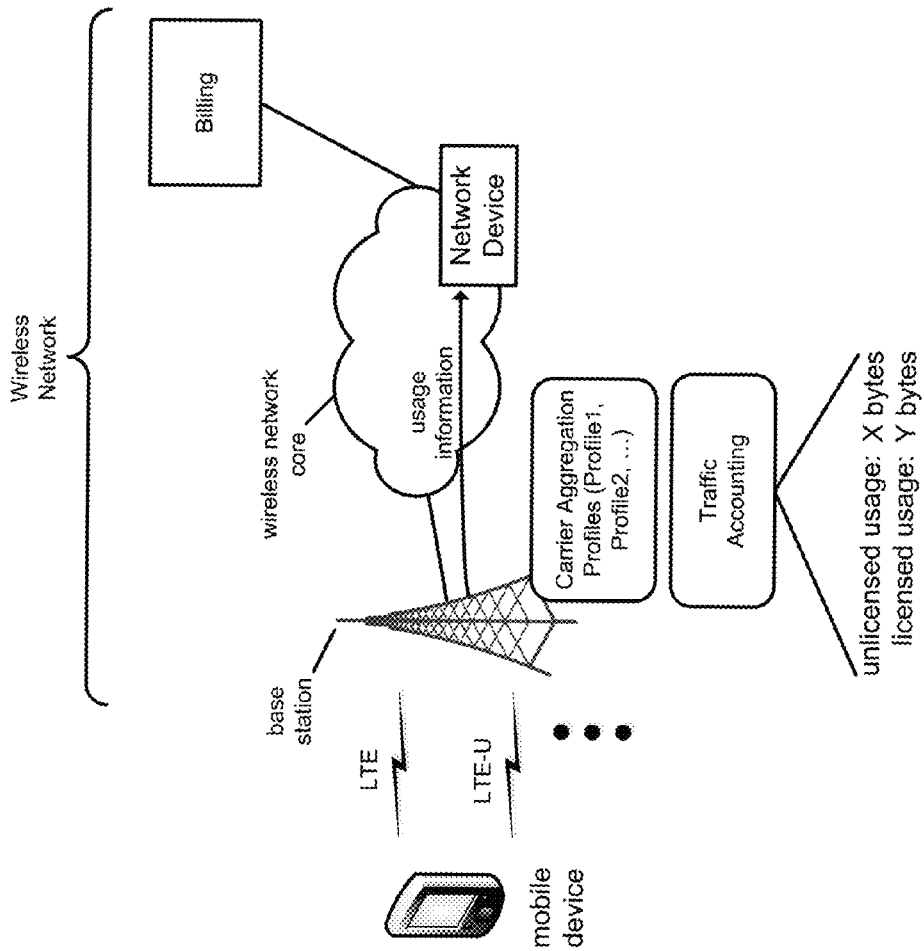 Wireless
Network
Billing
wireless network
core
Network
Device
usage
information
base
station
LTE
LTE-U
mobile
device
Carrier Aggregation
Profiles (Profile1,
Profile2, ...)
Traffic
Accounting
unlicensed usage: X bytes
licensed usage: Y bytes